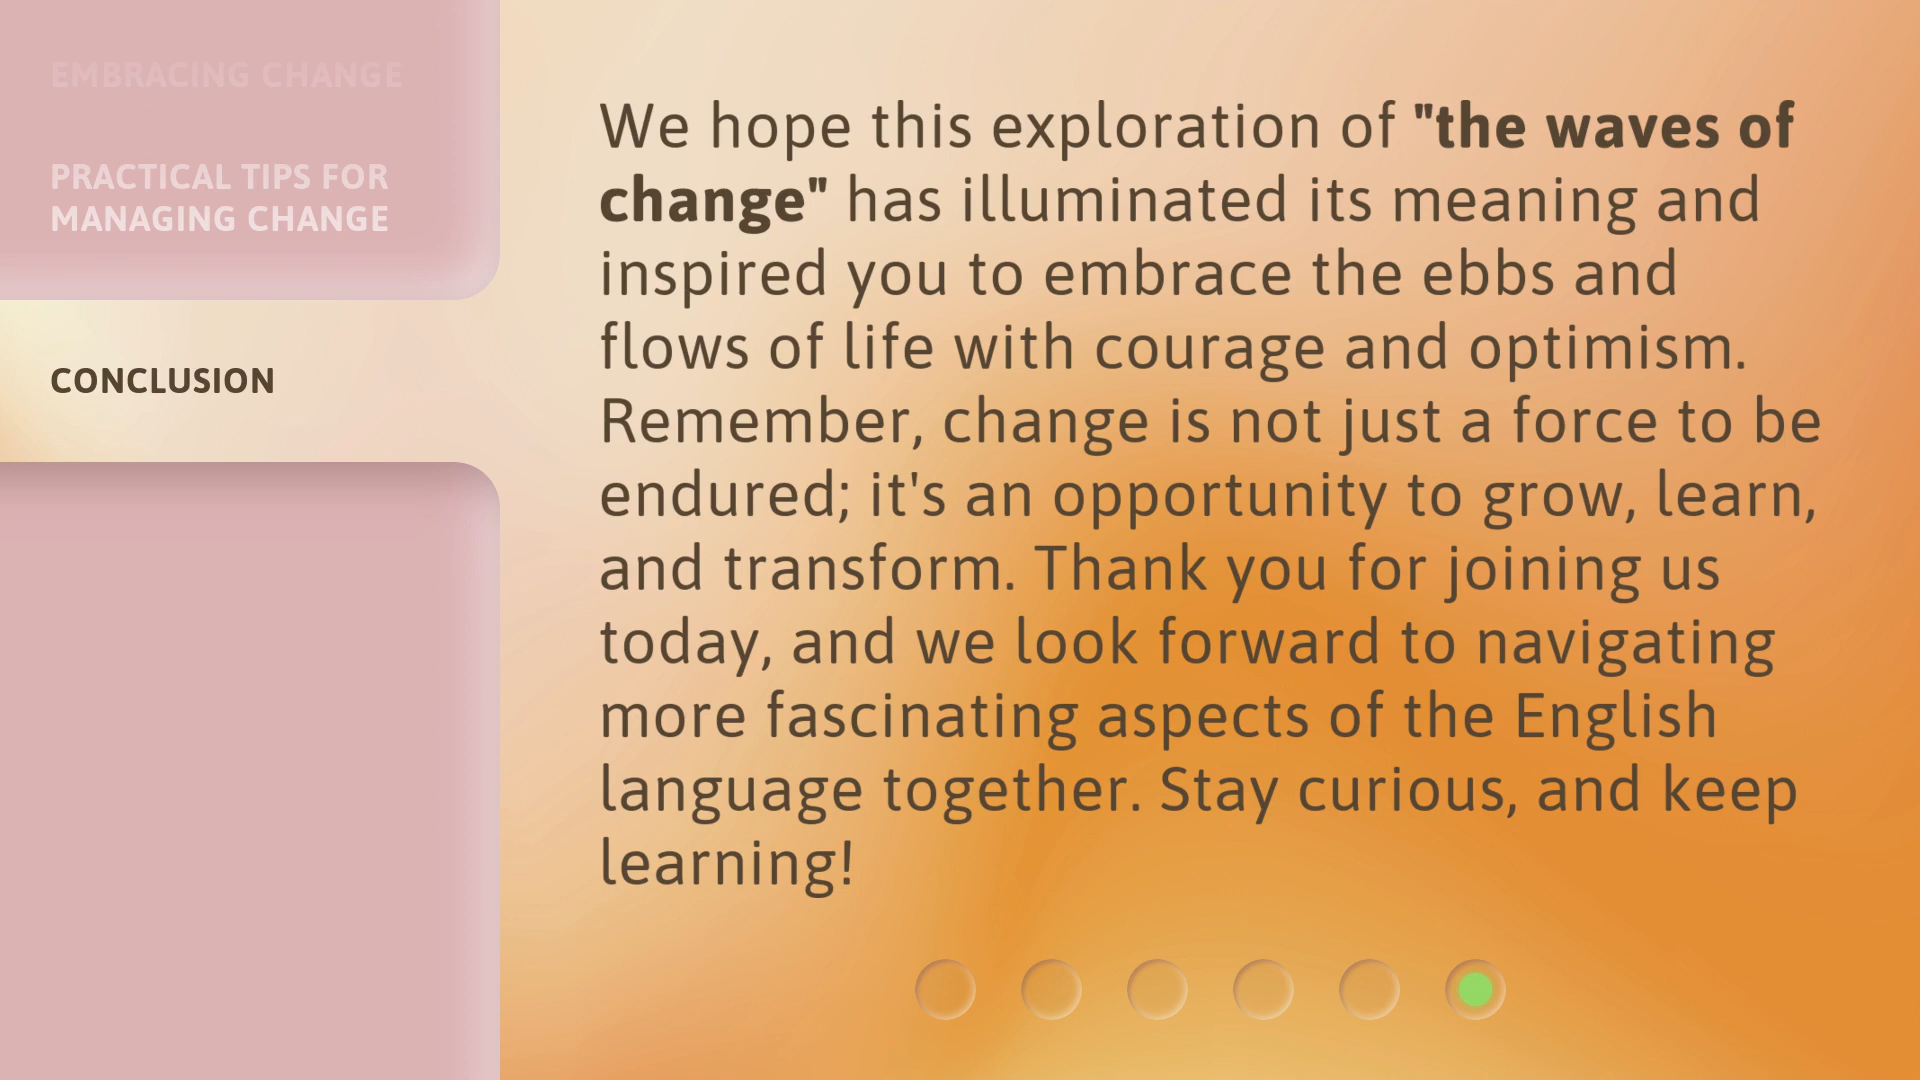 EMBRACING CHANGE
PRACTICAL TIPS FOR
MANAGING CHANGE
CONCLUSION
We hope this exploration of "the waves of
change" has illuminated its meaning and
inspired you to embrace the ebbs and
flows of life with courage and optimism.
Remember, change is not just a force to be
endured; it's an opportunity to grow, learn,
and transform. Thank you for joining us
today, and we look forward to navigating
more fascinating aspects of the English
language together. Stay curious, and keep
learning!